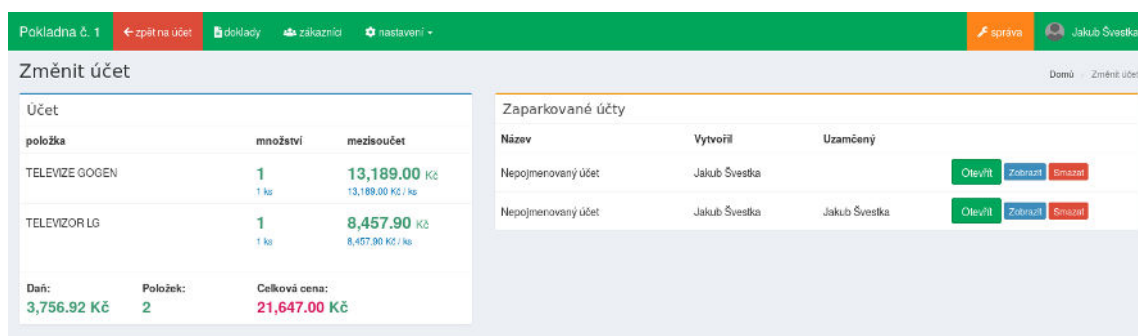 Pokladna č. 1 zpět na účet doklady zákazníci nastavení správa Jakub Švestka
Změnit účet Domů Změnit účet
Účet
položka množství mezisoučet
TELEVIZE GOGEN 1 13,189.00 Kč
1 ks 13,189.00 Kč / ks
TELEVIZOR LG 1 8,457.90 Kč
1 ks 8,457.90 Kč / ks
Daň: Položek: Celková cena:
3,756.92 Kč 2 21,647.00 Kč
Zaparkované účty
Název Vytvořil Uzamčený
Nepojmenovaný účet Jakub Švestka Otevřít Zobrazit Smazat
Nepojmenovaný účet Jakub Švestka Jakub Švestka Otevřít Zobrazit Smazat